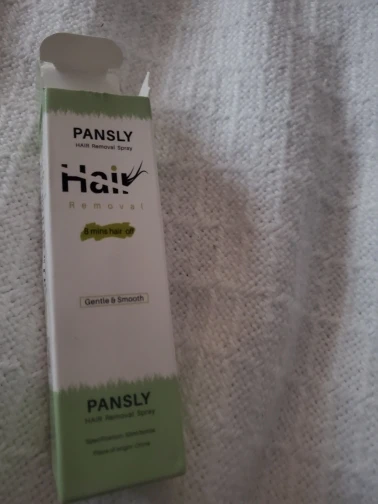 PANSLY
HAIR Removal Spray
Hair
Removal
8 mins hair off
Gentle & Smooth
PANSLY
HAIR Removal Spray